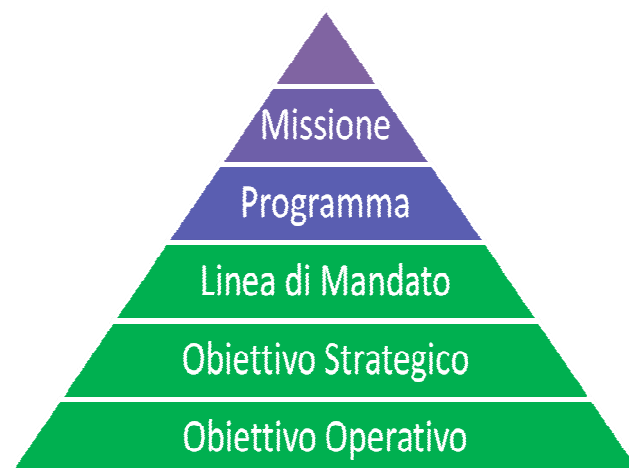 Missione
Programma
Linea di Mandato
Obiettivo Strategico
Obiettivo Operativo